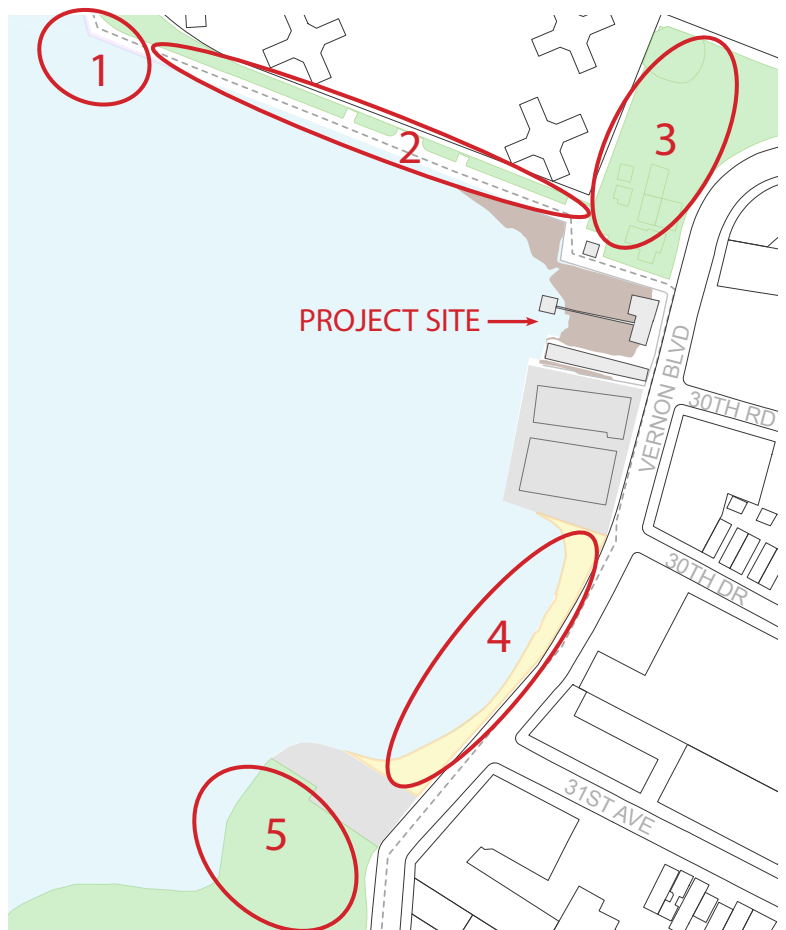 1
2
3
PROJECT SITE
VERNON BLVD
30TH RD
30TH DR
4
31ST AVE
5